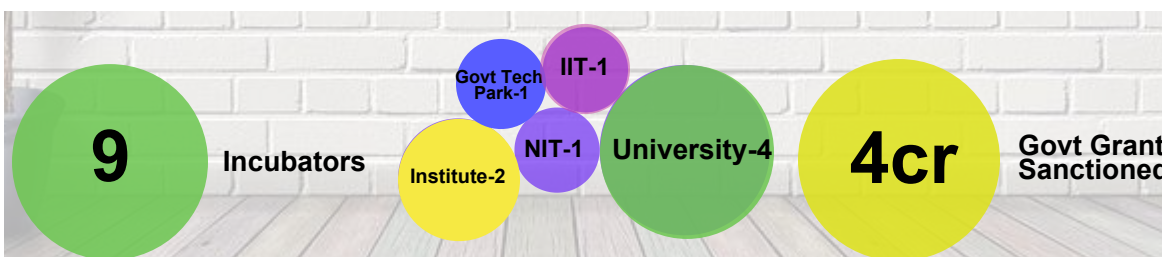 9
Incubators
Govt Tech
Park-1
IIT-1
Institute-2
NIT-1
University-4
4cr
Govt Grant
Sanctioned